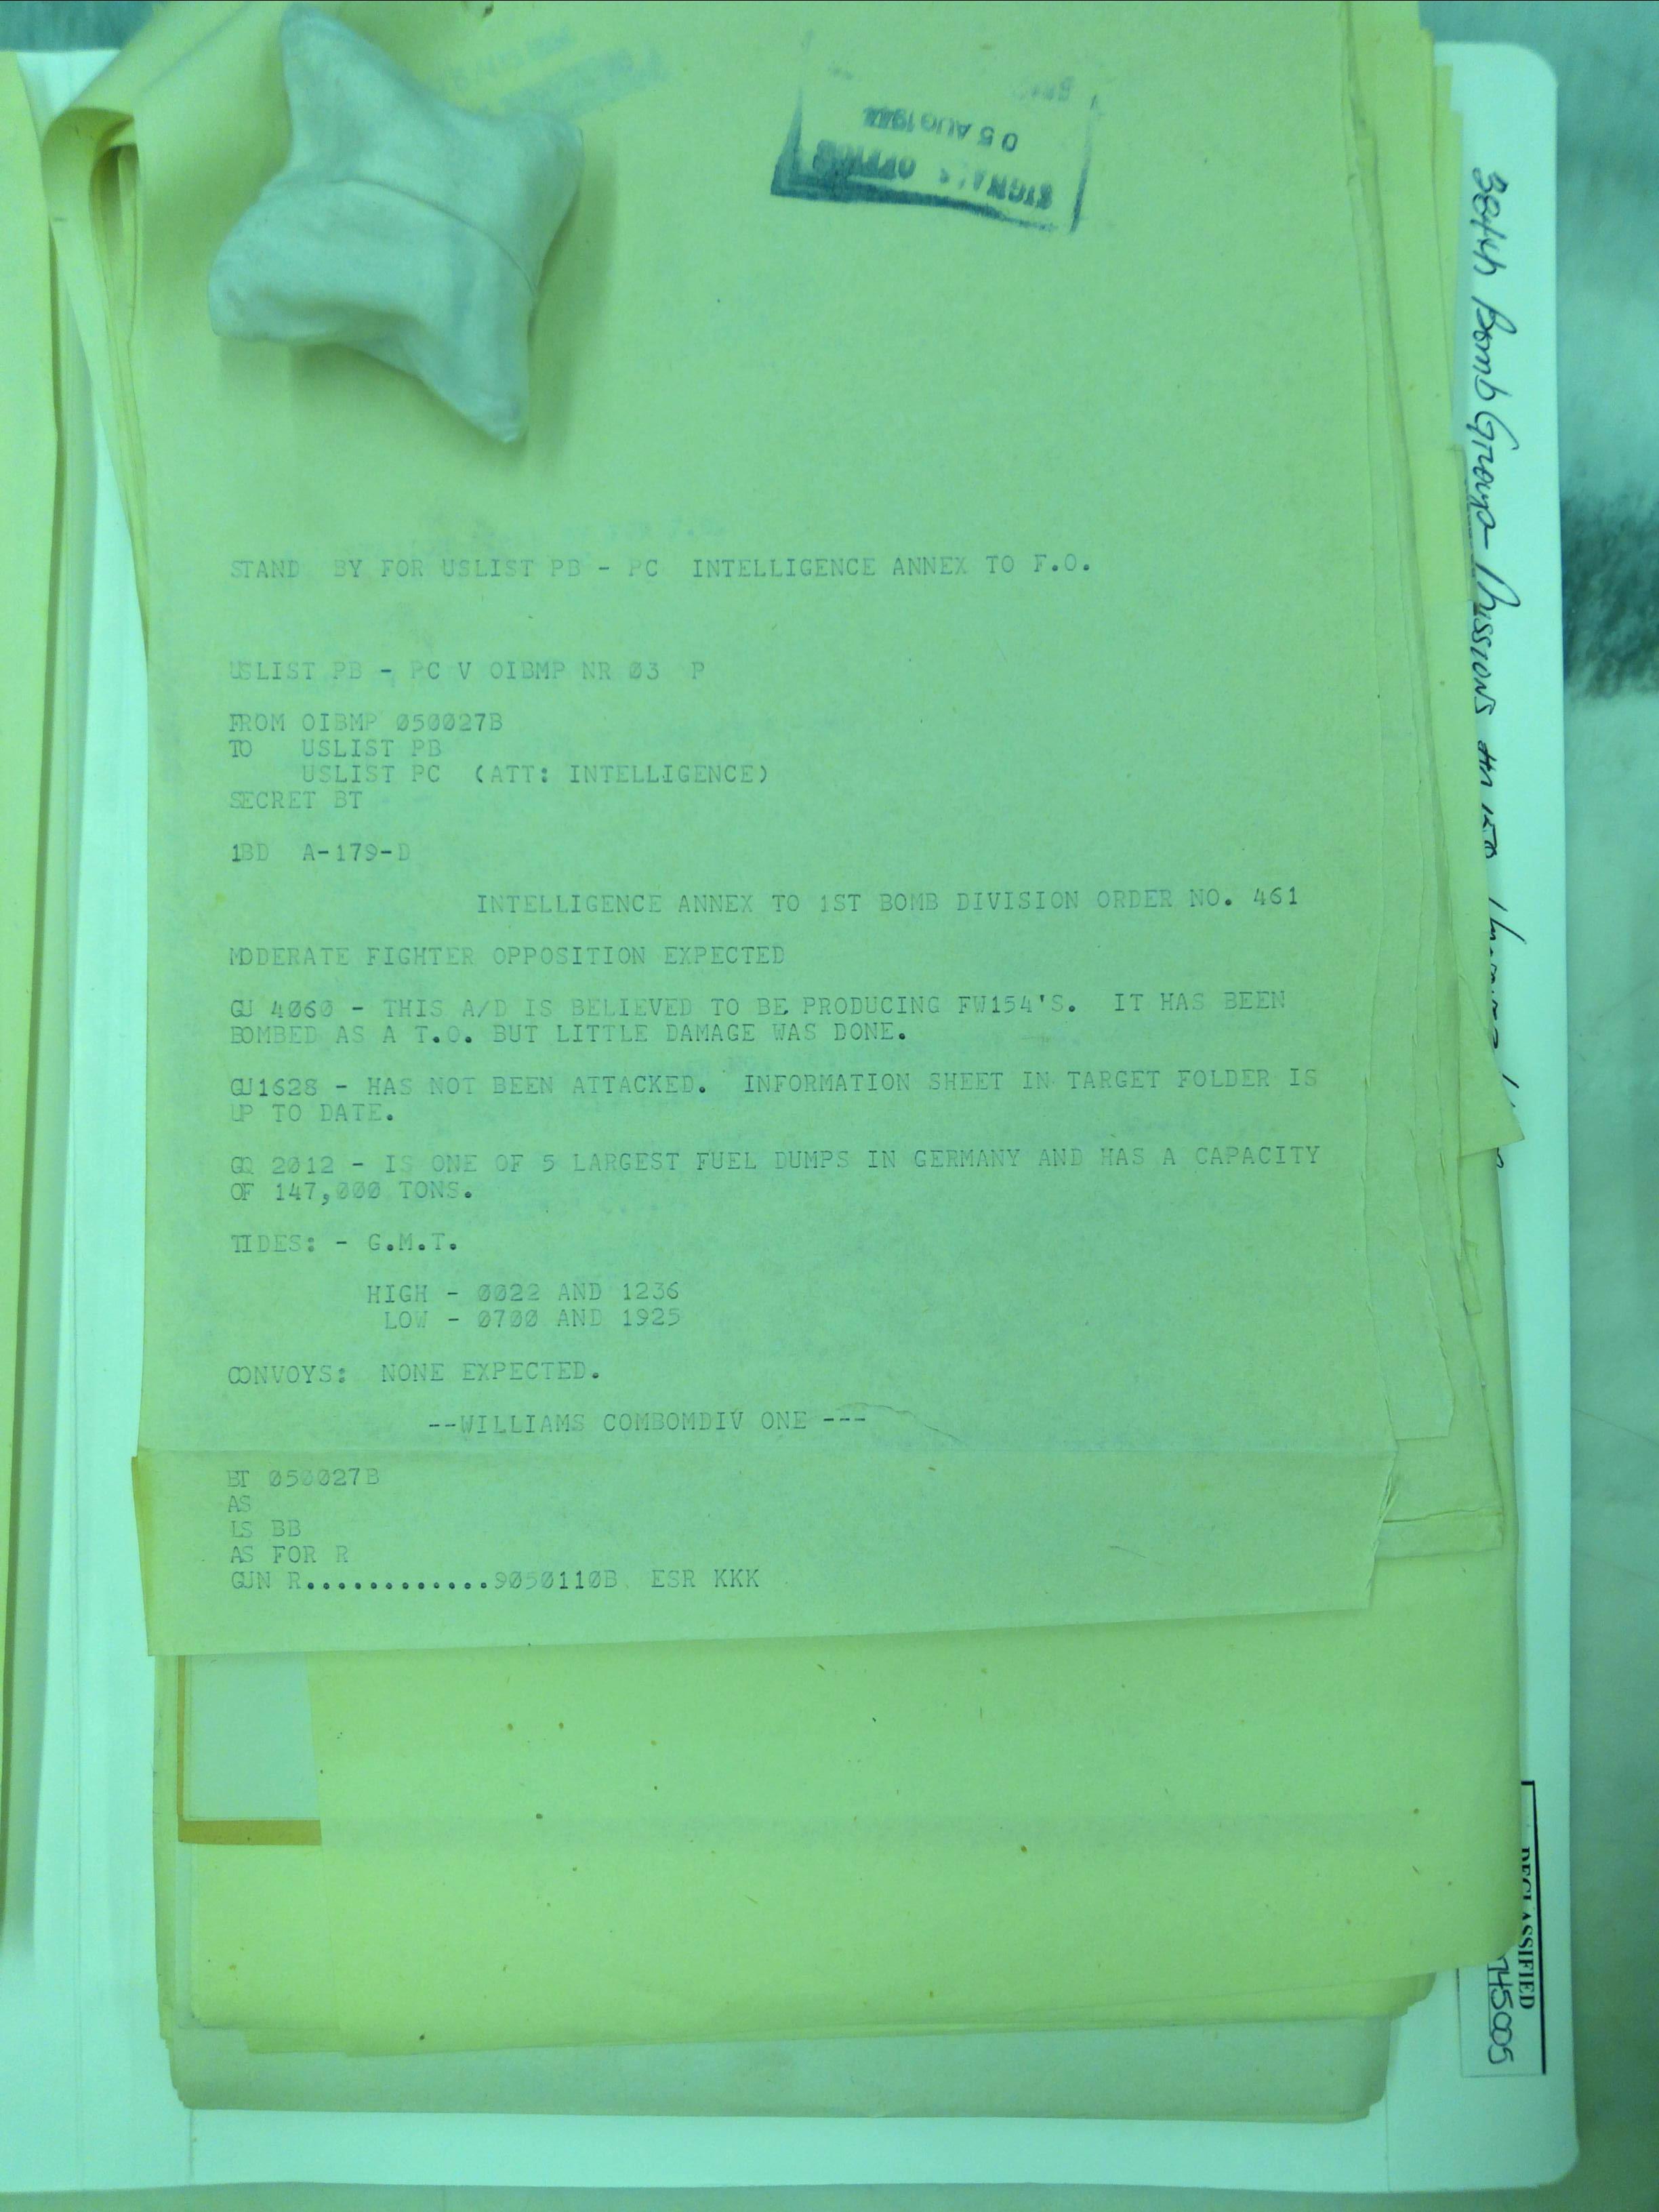 SIGNALS OFFICE
05 AUG 1944
STAND BY FOR USLIST PB - PC INTELLIGENCE ANNEX TO F.O.
USLIST PB - PC V OIBMP NR 03 P
FROM OIBMP 050027B
TO USLIST PB
USLIST PC (ATT: INTELLIGENCE)
SECRET BT
1BD A-179-D
INTELLIGENCE ANNEX TO 1ST BOMB DIVISION ORDER NO. 461
MODERATE FIGHTER OPPOSITION EXPECTED
GU 4060 - THIS A/D IS BELIEVED TO BE PRODUCING FW154'S. IT HAS BEEN
BOMBED AS A T.O. BUT LITTLE DAMAGE WAS DONE.
GU1628 - HAS NOT BEEN ATTACKED. INFORMATION SHEET IN TARGET FOLDER IS
UP TO DATE.
GQ 2012 - IS ONE OF 5 LARGEST FUEL DUMPS IN GERMANY AND HAS A CAPACITY
OF 147,000 TONS.
TIDES: - G.M.T.
HIGH - 0022 AND 1236
LOW - 0700 AND 1925
CONVOYS: NONE EXPECTED.
--WILLIAMS COMBOMDIV ONE ---
BT 050027B
AS
LS BB
AS FOR R
GUN R............9050110B ESR KKK
384th Bomb Group - Missions
DECLASSIFIED
745005